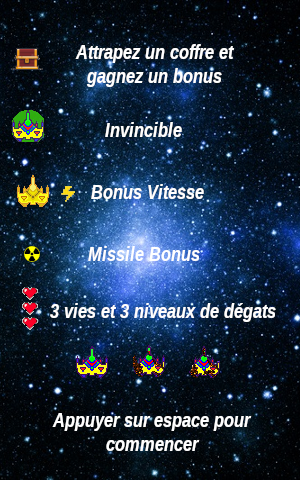 Attrapez un coffre et
gagnez un bonus
Invincible
Bonus Vitesse
Missile Bonus
3 vies et 3 niveaux de dégats
Appuyer sur espace pour
commencer